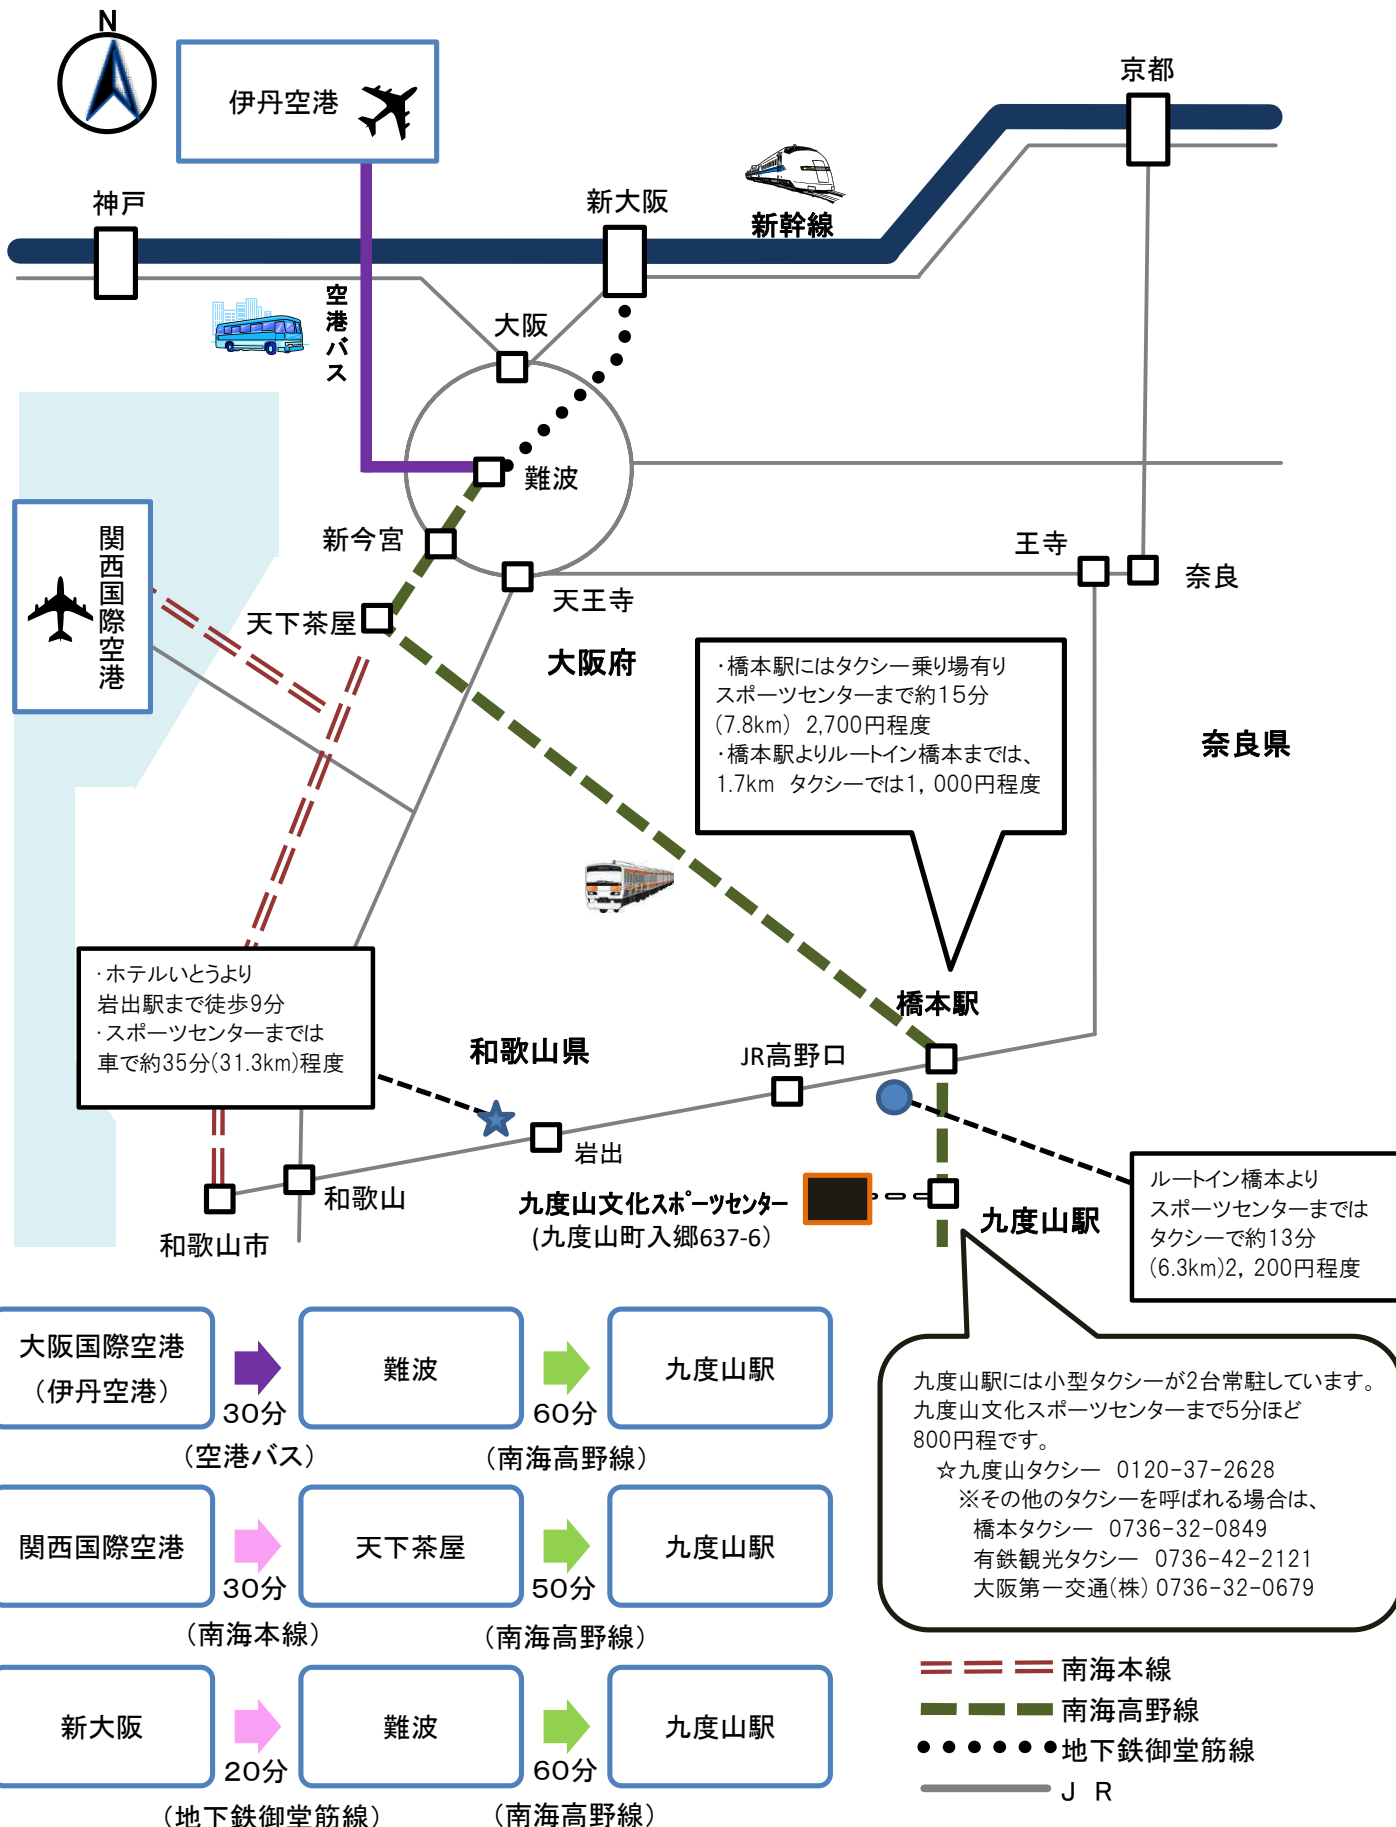 N
伊丹空港
京都
神戸
新大阪
新幹線
空港バス
大阪
難波
新今宮
関西国際空港
王寺
奈良
天王寺
天下茶屋
大阪府
・橋本駅にはタクシー乗り場有り
スポーツセンターまで約15分
(7.8km) 2,700円程度
・橋本駅よりルートイン橋本までは、
1.7km タクシーでは1，000円程度
奈良県
・ホテルいとうより
岩出駅まで徒歩9分
・スポーツセンターまでは
車で約35分(31.3km)程度
橋本駅
和歌山県
JR高野口
岩出
和歌山
和歌山市
九度山文化スポーツセンター
(九度山町入郷637-6)
九度山駅
ルートイン橋本より
スポーツセンターまでは
タクシーで約13分
(6.3km)2，200円程度
大阪国際空港
（伊丹空港）
30分
（空港バス）
難波
60分
（南海高野線）
九度山駅
関西国際空港
30分
（南海本線）
天下茶屋
50分
（南海高野線）
九度山駅
新大阪
20分
（地下鉄御堂筋線）
難波
60分
（南海高野線）
九度山駅
九度山駅には小型タクシーが2台常駐しています。
九度山文化スポーツセンターまで5分ほど
800円程です。
☆九度山タクシー 0120-37-2628
※その他のタクシーを呼ばれる場合は、
橋本タクシー 0736-32-0849
有鉄観光タクシー 0736-42-2121
大阪第一交通(株) 0736-32-0679
南海本線
南海高野線
地下鉄御堂筋線
ＪＲ